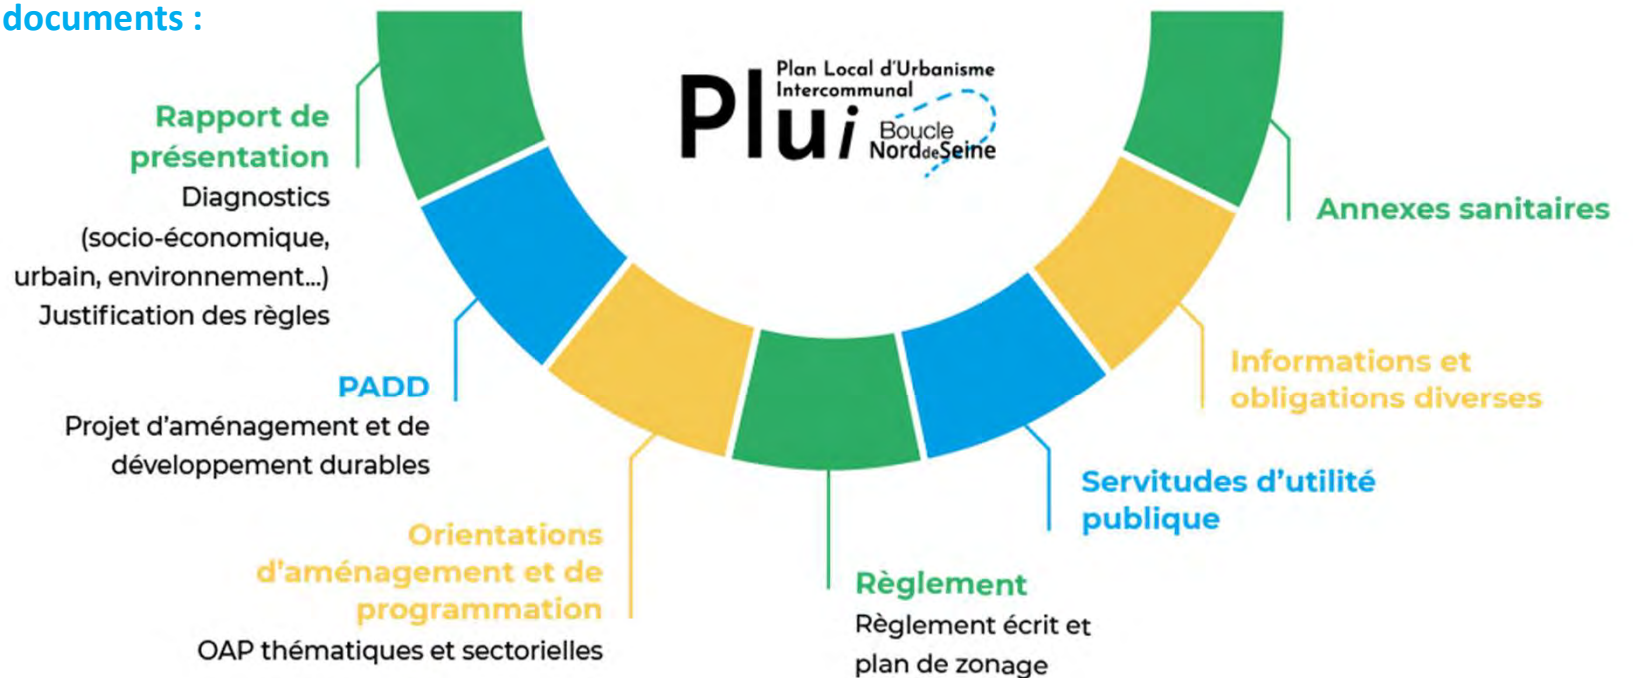 documents :
Plan Local d'Urbanisme
Intercommunal
Plui
Boucle
NorddeSeine
Rapport de
présentation
Diagnostics
(socio-économique,
urbain, environnement...)
Justification des règles
PADD
Projet d'aménagement et de
développement durables
Orientations
d'aménagement et de
programmation
OAP thématiques et sectorielles
Règlement
Règlement écrit et
plan de zonage
Servitudes d'utilité
publique
Informations et
obligations diverses
Annexes sanitaires